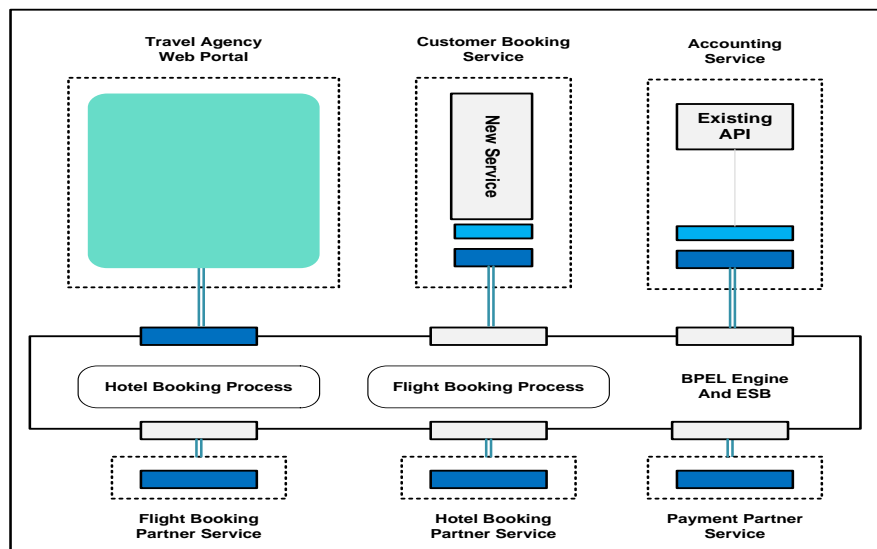 Travel Agency
Web Portal
Customer Booking
Service
Accounting
Service
New Service
Existing
API
Hotel Booking Process
Flight Booking Process
BPEL Engine
And ESB
Flight Booking
Partner Service
Hotel Booking
Partner Service
Payment Partner
Service